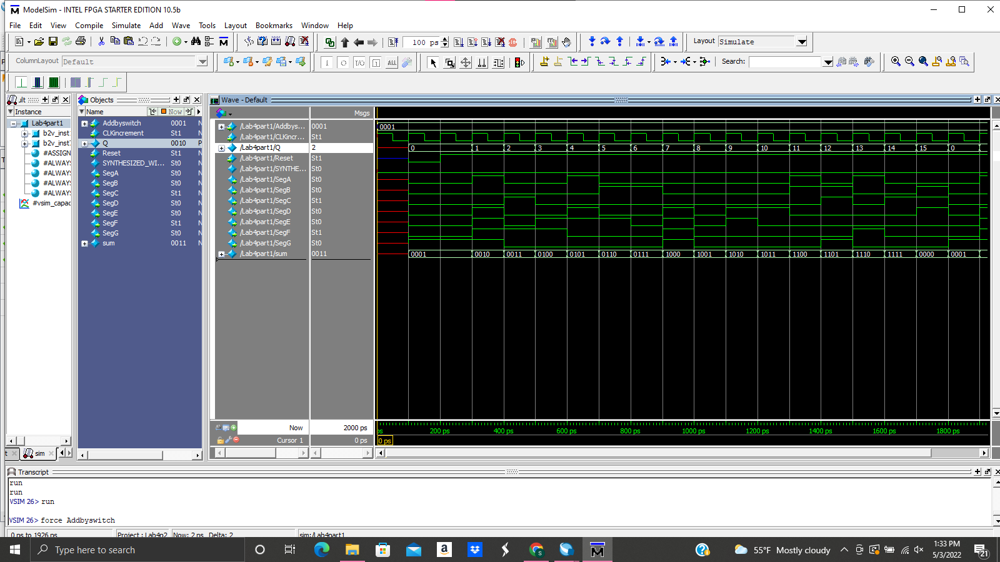 ModelSim - INTEL FPGA STARTER EDITION 10.5b
File Edit View Compile Simulate Add Wave Tools Layout Bookmarks Window Help
100 ps
Layout Simulate
ColumnLayout Default
Search:
ult
Objects
Wave - Default
Instance
Name
Now
Msgs
Lab4part1
b2v_inst
b2v_inst
#ASSIGN
#ALWAYS
#ALWAYS
#ALWAYS
#ALWAYS
#vsim_capac
Addbyswitch 0001 N
CLKincrement St1 N
Q 0010 P
Reset St1 N
SYNTHESIZED_WI... St0 N
SegA St0 N
SegB St0 N
SegC St1 N
SegD St0 N
SegE St0 N
SegF St1 N
SegG St0 N
sum 0011 N
/Lab4part1/Addbys... 0001 0001
/Lab4part1/CLKincr... St1
/Lab4part1/Q 2 0 1 2 3 4 5 6 7 8 9 10 11 12 13 14 15 0
/Lab4part1/Reset St1
/Lab4part1/SYNTHE... St0
/Lab4part1/SegA St0
/Lab4part1/SegB St0
/Lab4part1/SegC St1
/Lab4part1/SegD St0
/Lab4part1/SegE St0
/Lab4part1/SegF St1
/Lab4part1/SegG St0
/Lab4part1/sum 0011 0001 0010 0011 0100 0101 0110 0111 1000 1001 1010 1011 1100 1101 1110 1111 0000 0001
Now 2000 ps ps 200 ps 400 ps 600 ps 800 ps 1000 ps 1200 ps 1400 ps 1600 ps 1800 ps
Cursor 1 0 ps 0 ps
t sim
Transcript
run
run
VSIM 26> run
VSIM 26> force Addbyswitch
0 ps to 1926 ps Project : Lab4p2 Now: 2 ns Delta: 2 sim:/Lab4part1
Type here to search
55°F Mostly cloudy
1:33 PM
5/3/2022
21